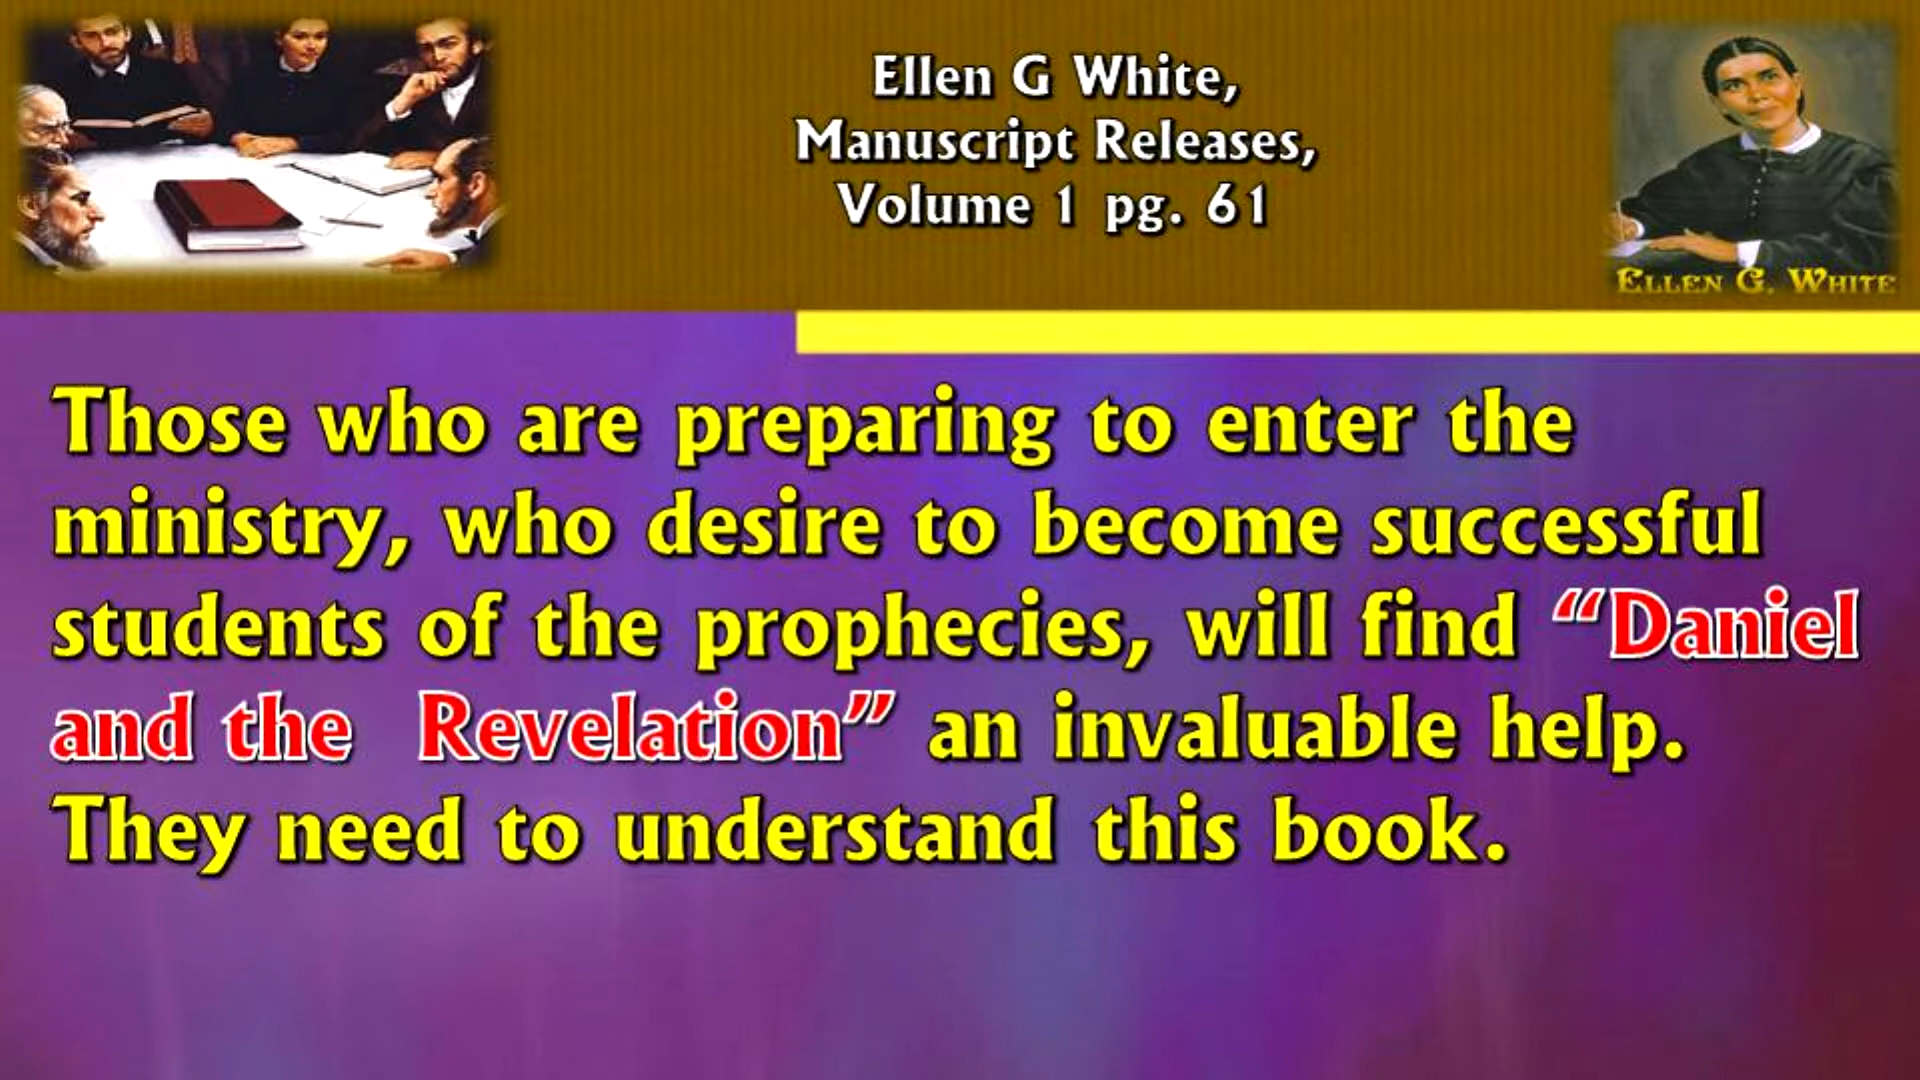 Ellen G White,
Manuscript Releases,
Volume 1 pg. 61
ELLEN G. WHITE
Those who are preparing to enter the
ministry, who desire to become successful
students of the prophecies, will find “Daniel
and the Revelation” an invaluable help.
They need to understand this book.